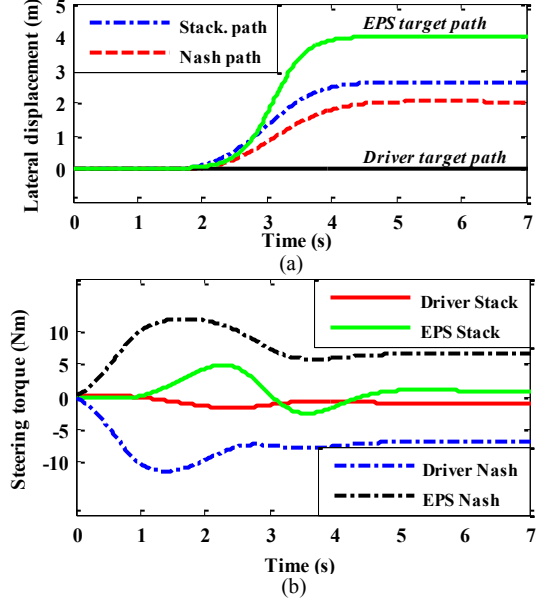 5
4
3
2
1
0
Lateral displacement (m)
Stack. path
Nash path
EPS target path
Driver target path
0 1 2 3 4 5 6 7
Time (s)
(a)
10
5
0
-5
-10
Steering torque (Nm)
Driver Stack
EPS Stack
Driver Nash
EPS Nash
0 1 2 3 4 5 6 7
Time (s)
(b)